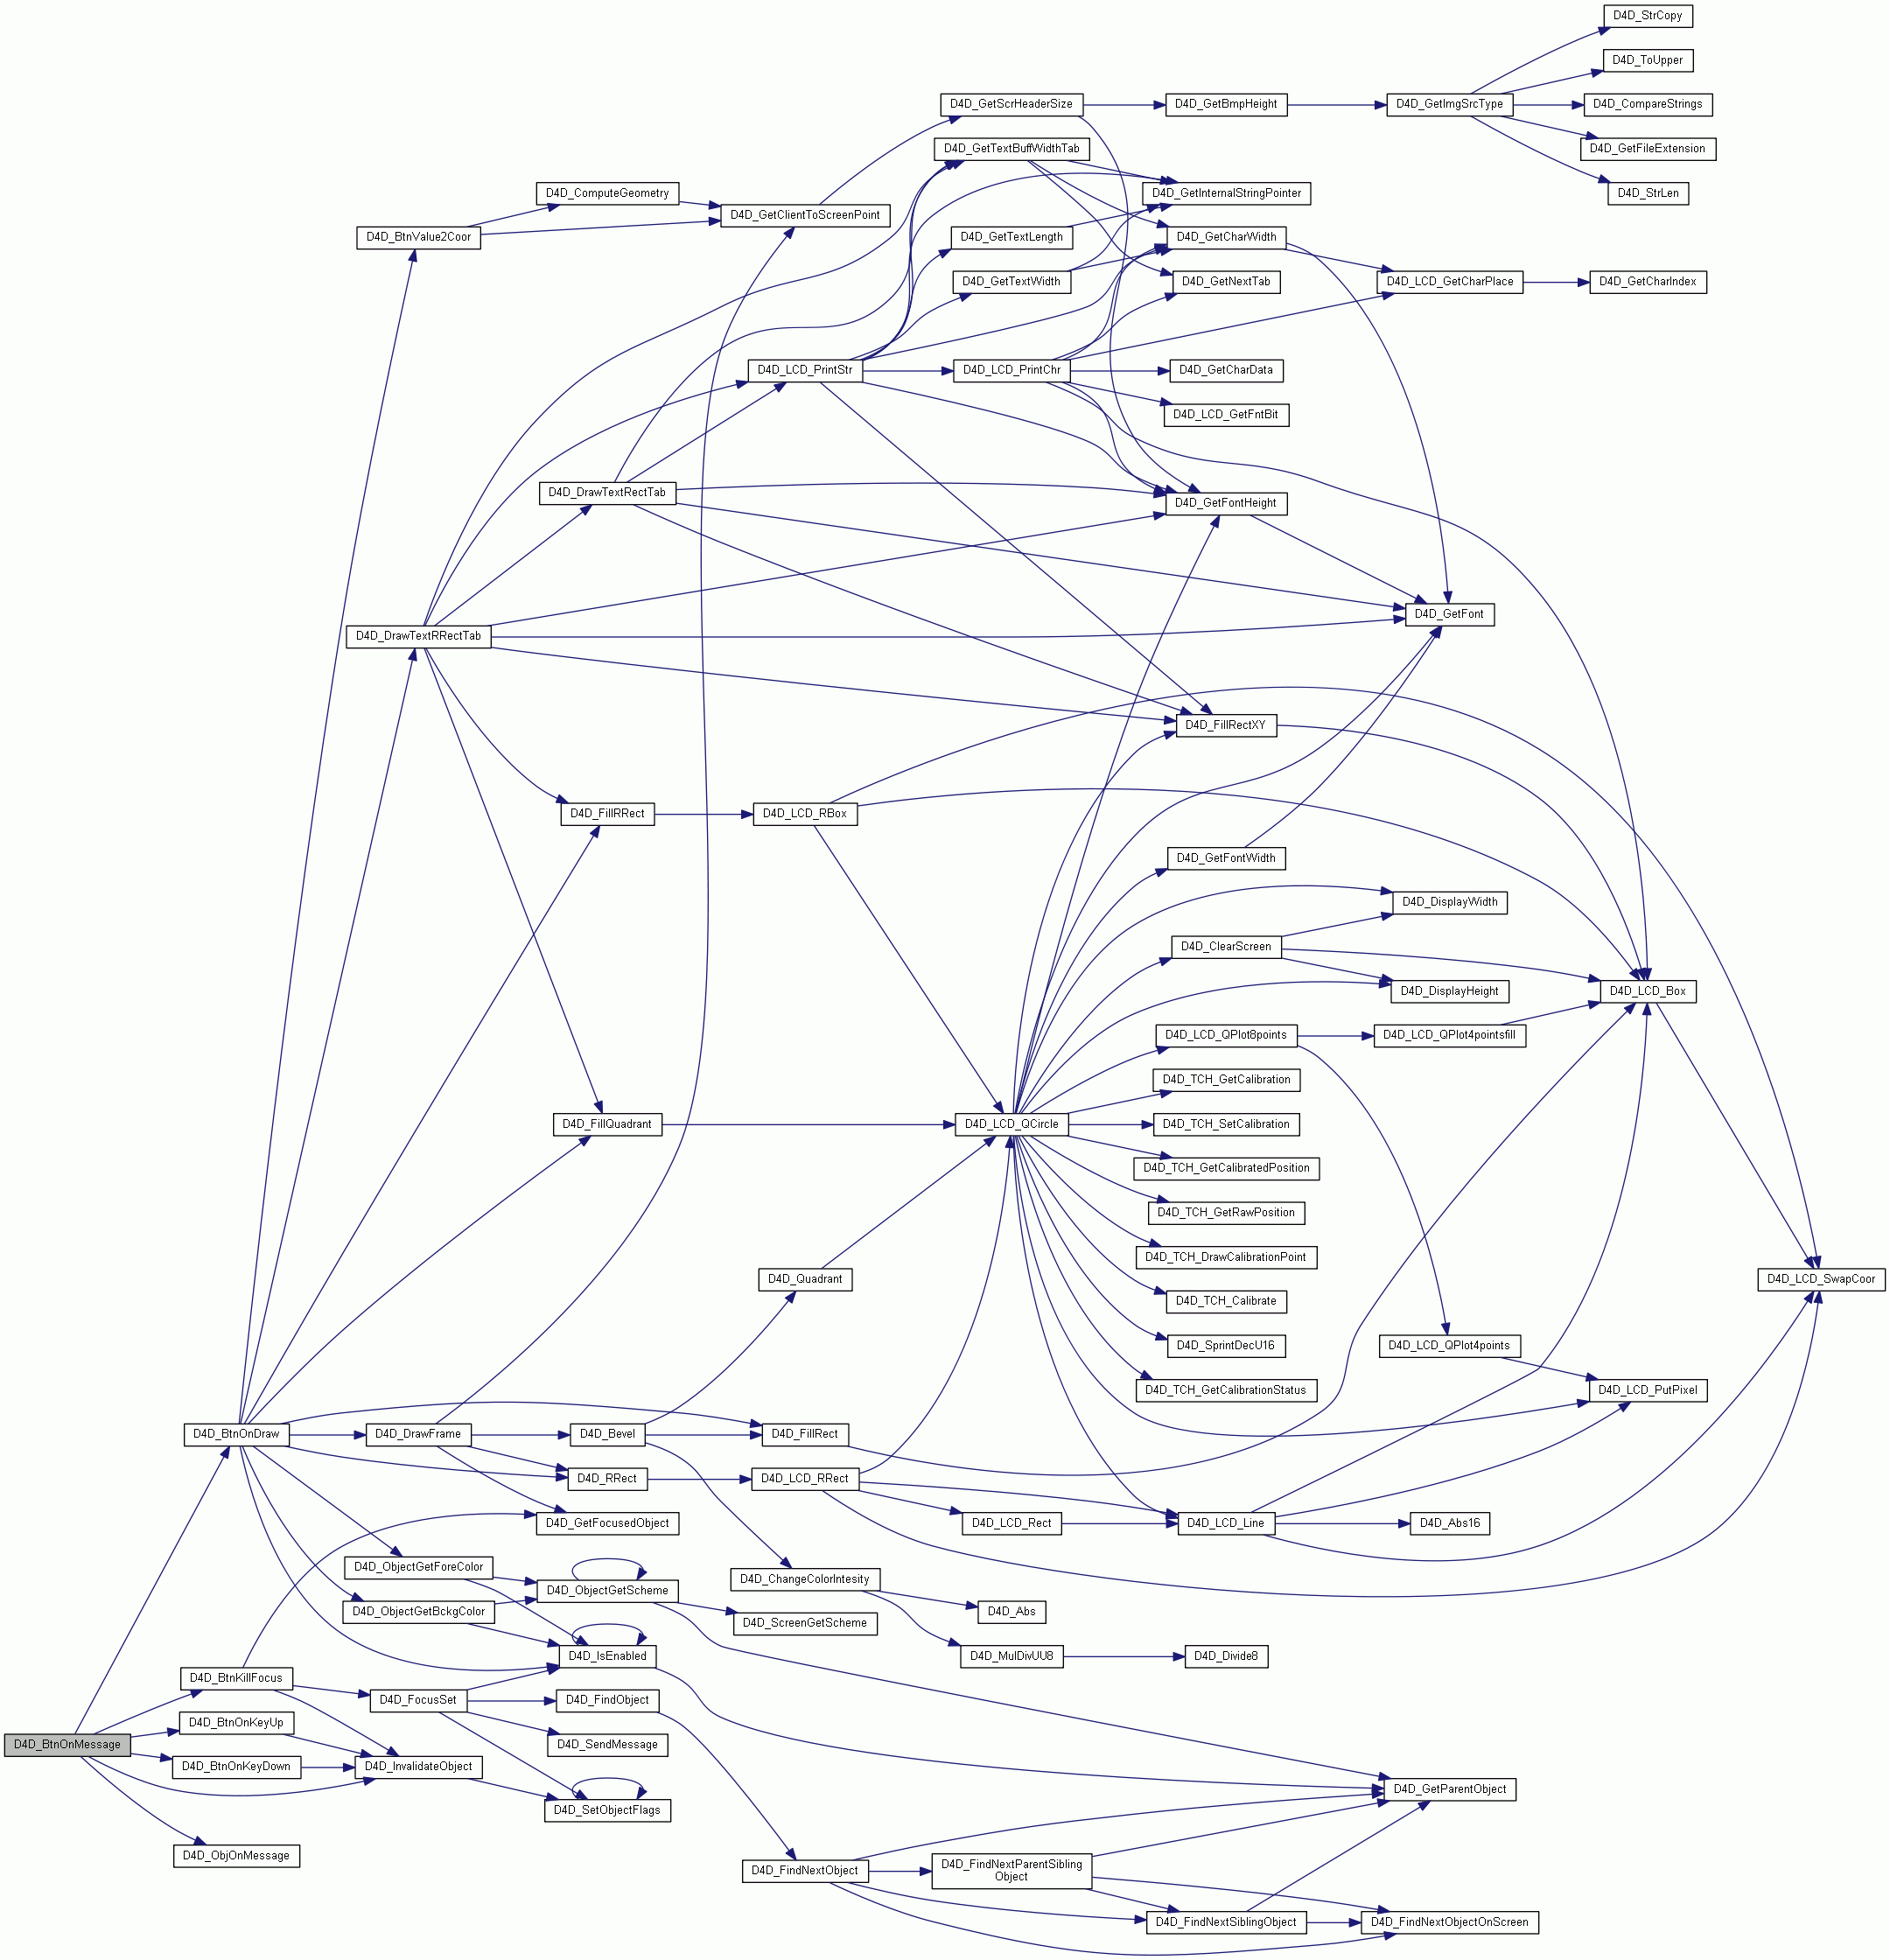 D4D_StrCopy
D4D_ToUpper
D4D_GetScrHeaderSize
D4D_GetBmpHeight
D4D_GetImgSrcType
D4D_CompareStrings
D4D_GetTextBuffWidthTab
D4D_GetFileExtension
D4D_ComputeGeometry
D4D_GetInternalStringPointer
D4D_StrLen
D4D_GetClientToScreenPoint
D4D_BtnValue2Coor
D4D_GetTextLength
D4D_GetCharWidth
D4D_GetTextWidth
D4D_GetNextTab
D4D_LCD_GetCharPlace
D4D_GetCharIndex
D4D_LCD_PrintStr
D4D_LCD_PrintChr
D4D_GetCharData
D4D_LCD_GetFntBit
D4D_DrawTextRectTab
D4D_GetFontHeight
D4D_GetFont
D4D_DrawTextRRectTab
D4D_FillRectXY
D4D_FillRRect
D4D_LCD_RBox
D4D_GetFontWidth
D4D_DisplayWidth
D4D_ClearScreen
D4D_DisplayHeight
D4D_LCD_Box
D4D_LCD_QPlot8points
D4D_LCD_QPlot4pointsfill
D4D_TCH_GetCalibration
D4D_FillQuadrant
D4D_LCD_QCircle
D4D_TCH_SetCalibration
D4D_TCH_GetCalibratedPosition
D4D_TCH_GetRawPosition
D4D_TCH_DrawCalibrationPoint
D4D_Quadrant
D4D_LCD_SwapCoor
D4D_TCH_Calibrate
D4D_SprintDecU16
D4D_LCD_QPlot4points
D4D_TCH_GetCalibrationStatus
D4D_LCD_PutPixel
D4D_BtnOnDraw
D4D_DrawFrame
D4D_Bevel
D4D_FillRect
D4D_RRect
D4D_LCD_RRect
D4D_GetFocusedObject
D4D_LCD_Rect
D4D_LCD_Line
D4D_Abs16
D4D_ObjectGetForeColor
D4D_ChangeColorIntesity
D4D_ObjectGetScheme
D4D_ObjectGetBckgColor
D4D_Abs
D4D_ScreenGetScheme
D4D_IsEnabled
D4D_MulDivUU8
D4D_Divide8
D4D_BtnKillFocus
D4D_FocusSet
D4D_FindObject
D4D_BtnOnKeyUp
D4D_BtnOnMessage
D4D_SendMessage
D4D_BtnOnKeyDown
D4D_InvalidateObject
D4D_GetParentObject
D4D_SetObjectFlags
D4D_ObjOnMessage
D4D_FindNextObject
D4D_FindNextParentSibling
Object
D4D_FindNextSiblingObject
D4D_FindNextObjectOnScreen